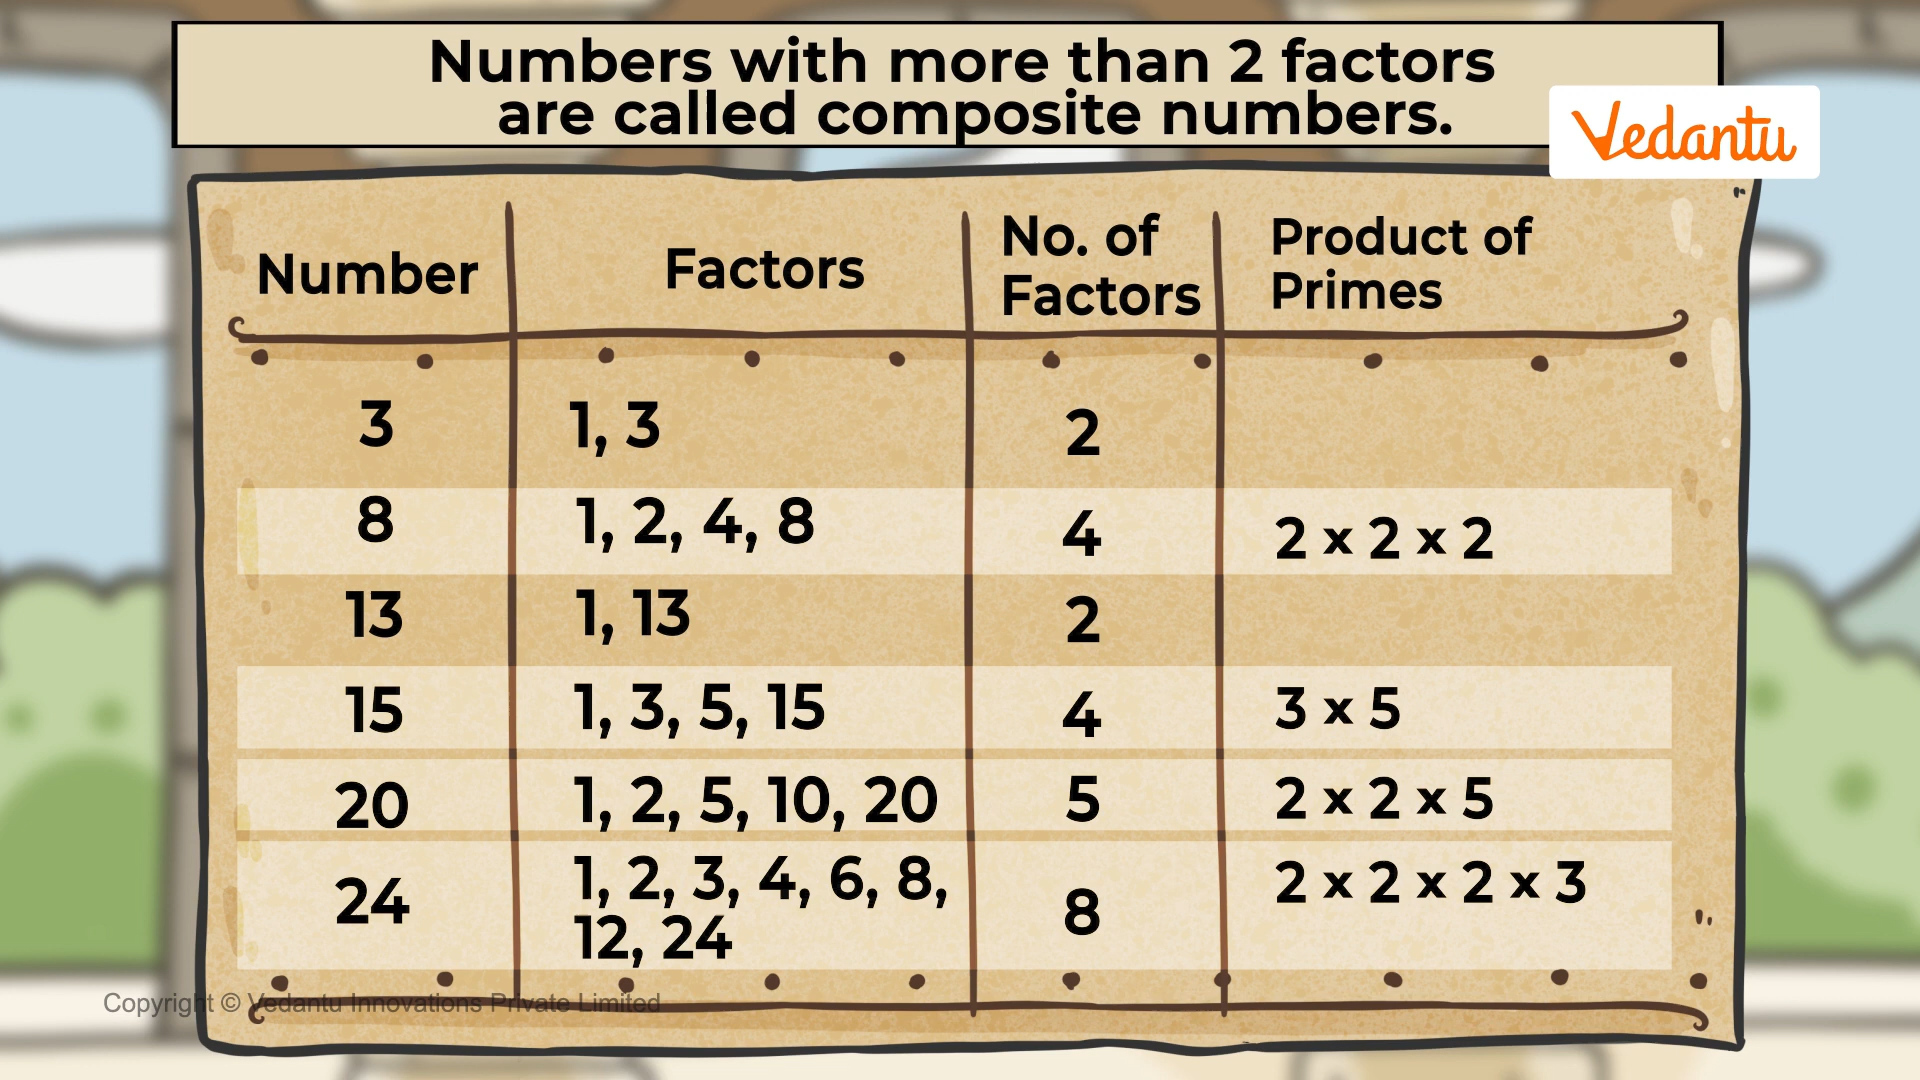 Numbers with more than 2 factors
are called composite numbers.
Vedantu
Number Factors No. of Factors Product of Primes
3 1, 3 2
8 1, 2, 4, 8 4 2 x 2 x 2
13 1, 13 2
15 1, 3, 5, 15 4 3 x 5
20 1, 2, 5, 10, 20 5 2 x 2 x 5
24 1, 2, 3, 4, 6, 8,
12, 24 8 2 x 2 x 2 x 3
Copyright © Vedantu Innovations Private Limited